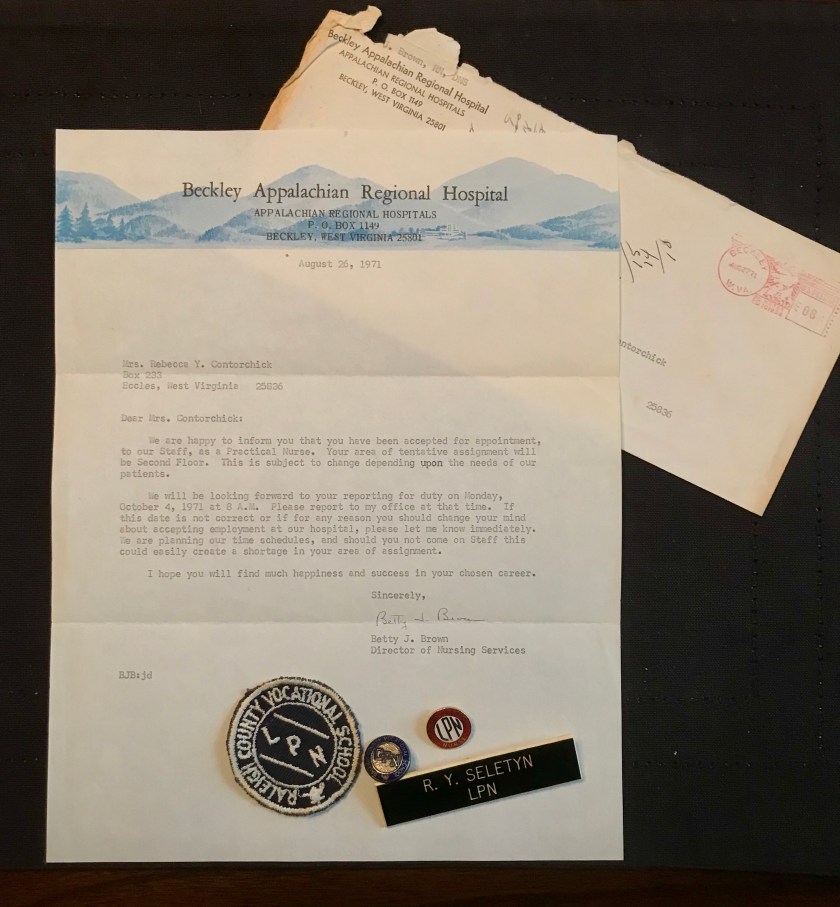 J. Brown, RN, DNS
Beckley Appalachian Regional Hospital
APPALACHIAN REGIONAL HOSPITALS
P. O. BOX 1149
BECKLEY, WEST VIRGINIA 25801
Beckley Appalachian Regional Hospital
APPALACHIAN REGIONAL HOSPITALS
P. O. BOX 1149
BECKLEY, WEST VIRGINIA 25801
August 26, 1971
BECKLEY
W.VA.
08
ontorchick
25836
Mrs. Rebecca Y. Contorchick
Box 233
Eccles, West Virginia 25836
Dear Mrs. Contorchick:
We are happy to inform you that you have been accepted for appointment,
to our Staff, as a Practical Nurse. Your area of tentative assignment will
be Second Floor. This is subject to change depending upon the needs of our
patients.
We will be looking forward to your reporting for duty on Monday,
October 4, 1971 at 8 A.M. Please report to my office at that time. If
this date is not correct or if for any reason you should change your mind
about accepting employment at our hospital, please let me know immediately.
We are planning our time schedules, and should you not come on Staff this
could easily create a shortage in your area of assignment.
I hope you will find much happiness and success in your chosen career.
Sincerely,
Betty J. Brown
Betty J. Brown
Director of Nursing Services
BJB:jd
RALEIGH COUNTY VOCATIONAL SCHOOL
LPN
LPN
R. Y. SELETYN
LPN